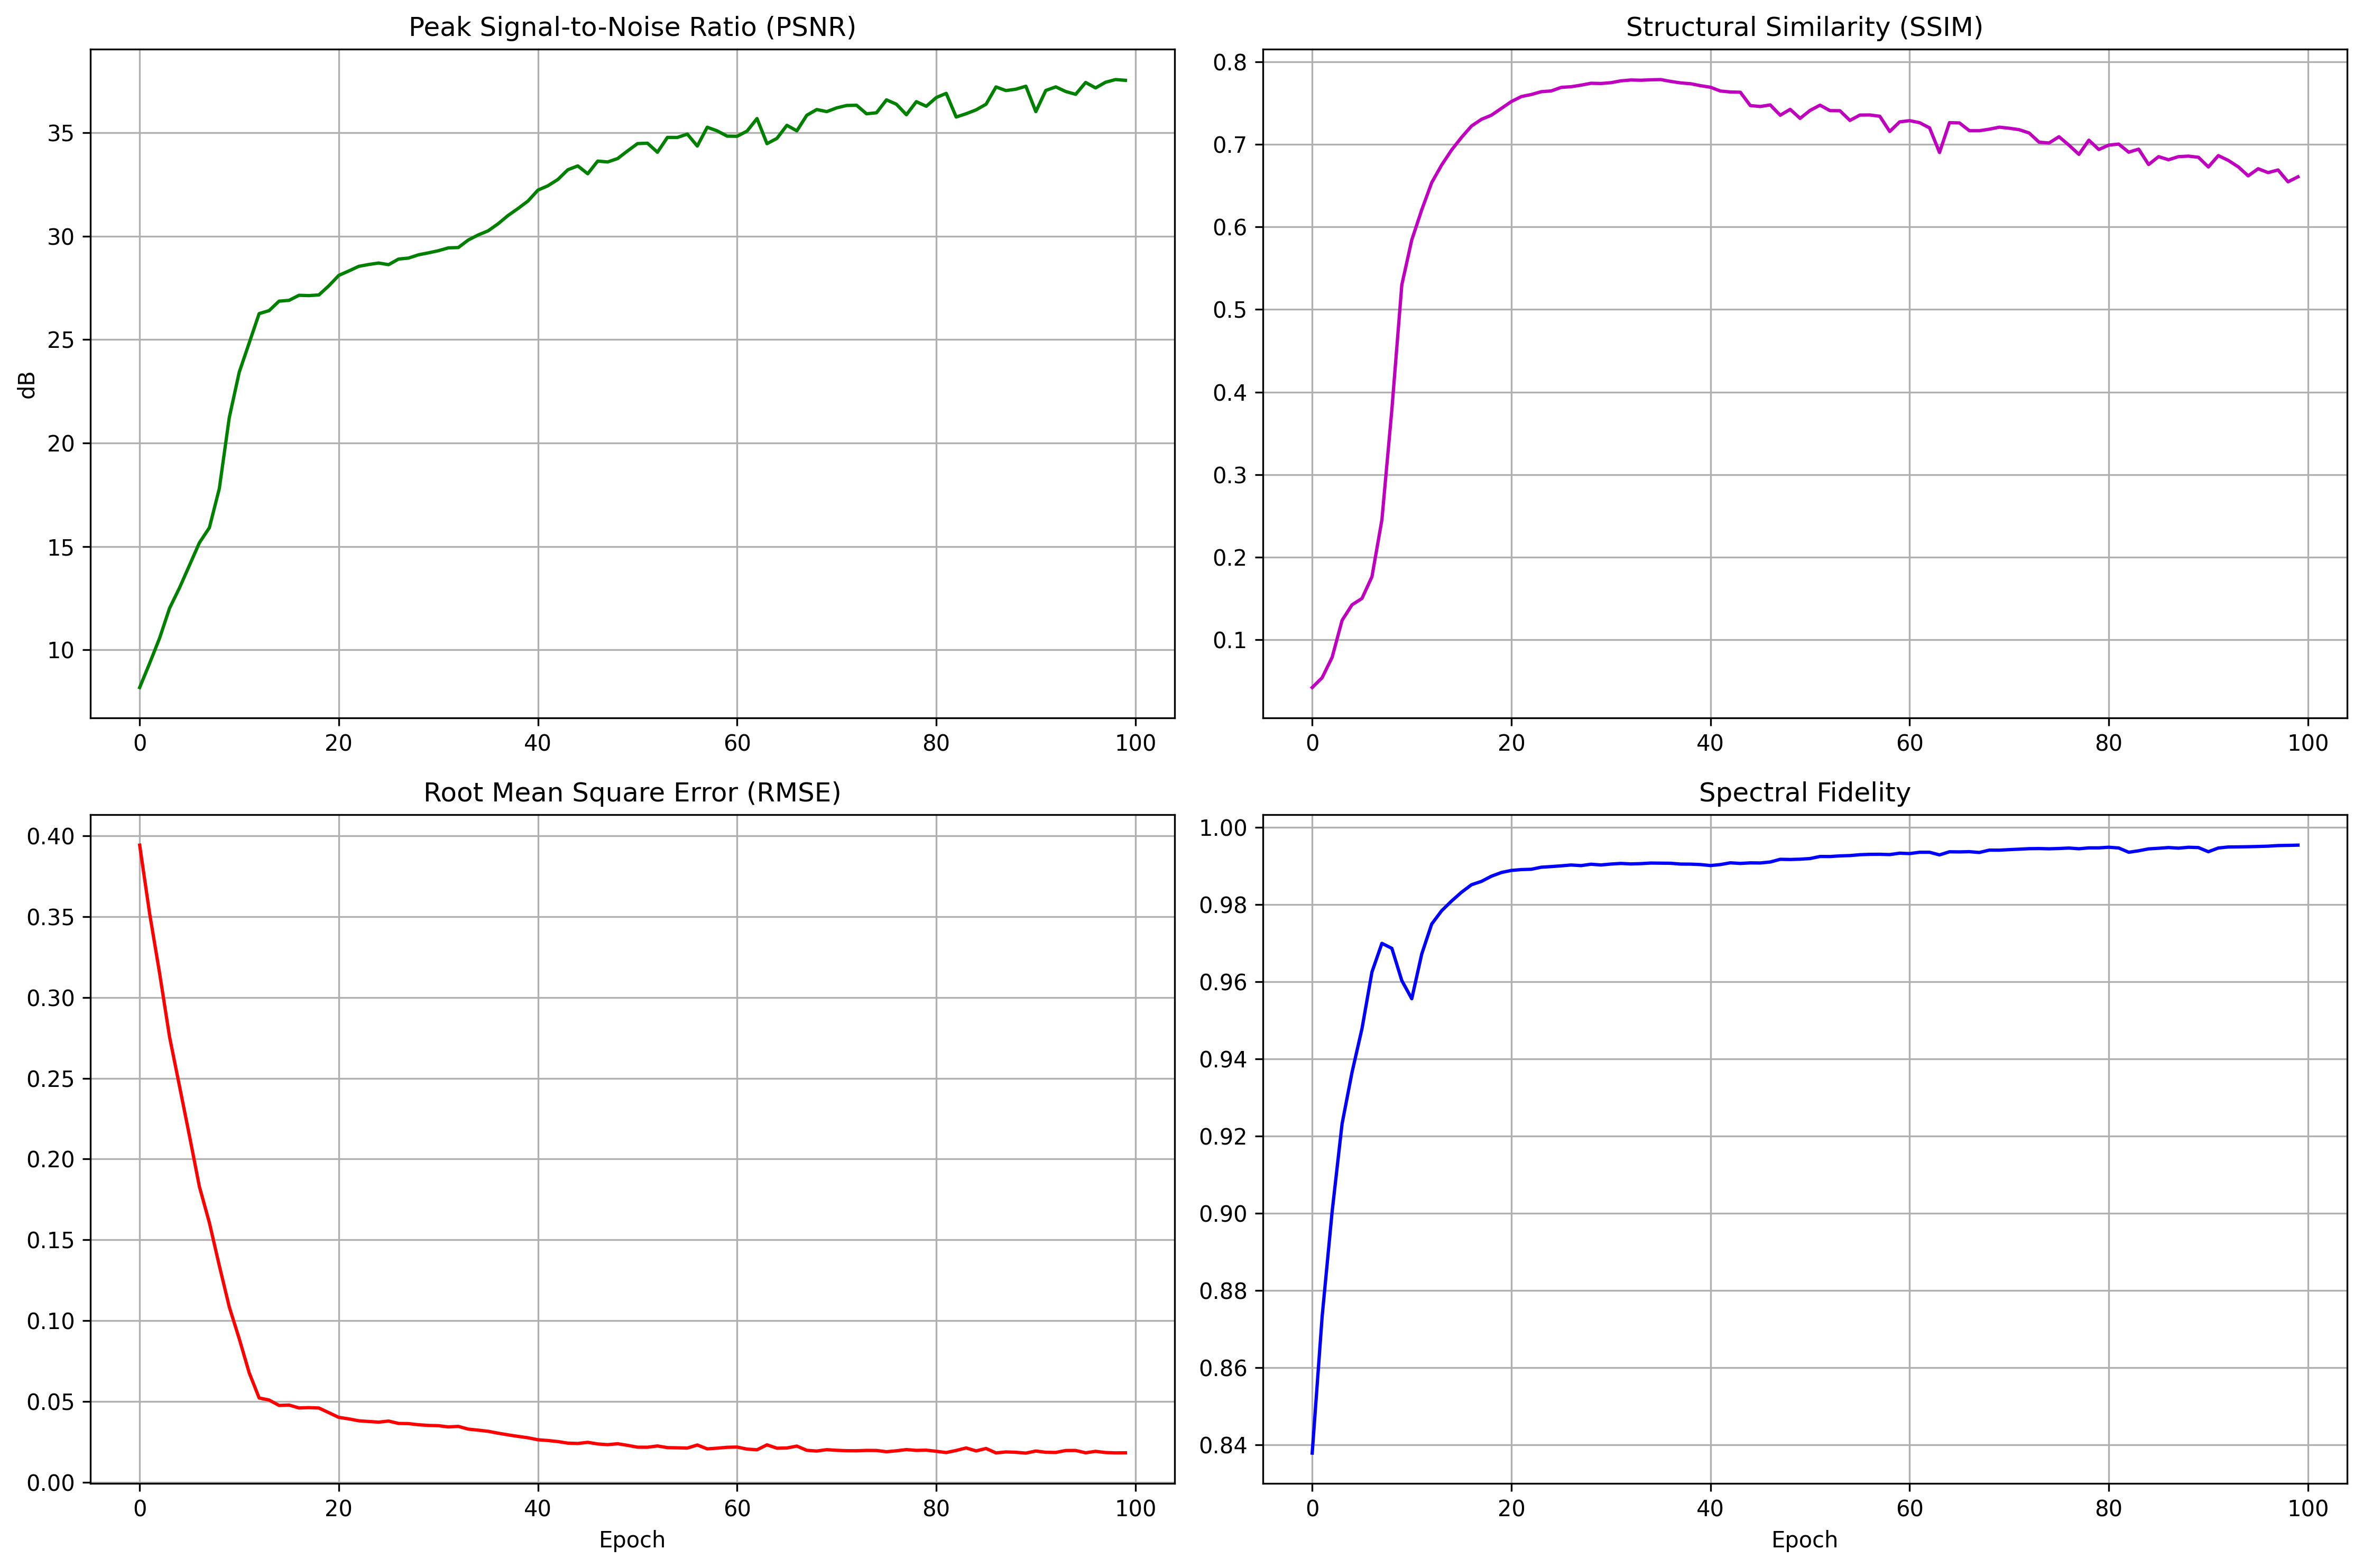 Peak Signal-to-Noise Ratio (PSNR)
dB
35
30
25
20
15
10
0 20 40 60 80 100
Structural Similarity (SSIM)
0.8
0.7
0.6
0.5
0.4
0.3
0.2
0.1
0 20 40 60 80 100
Root Mean Square Error (RMSE)
0.40
0.35
0.30
0.25
0.20
0.15
0.10
0.05
0.00
0 20 40 60 80 100
Epoch
Spectral Fidelity
1.00
0.98
0.96
0.94
0.92
0.90
0.88
0.86
0.84
0 20 40 60 80 100
Epoch